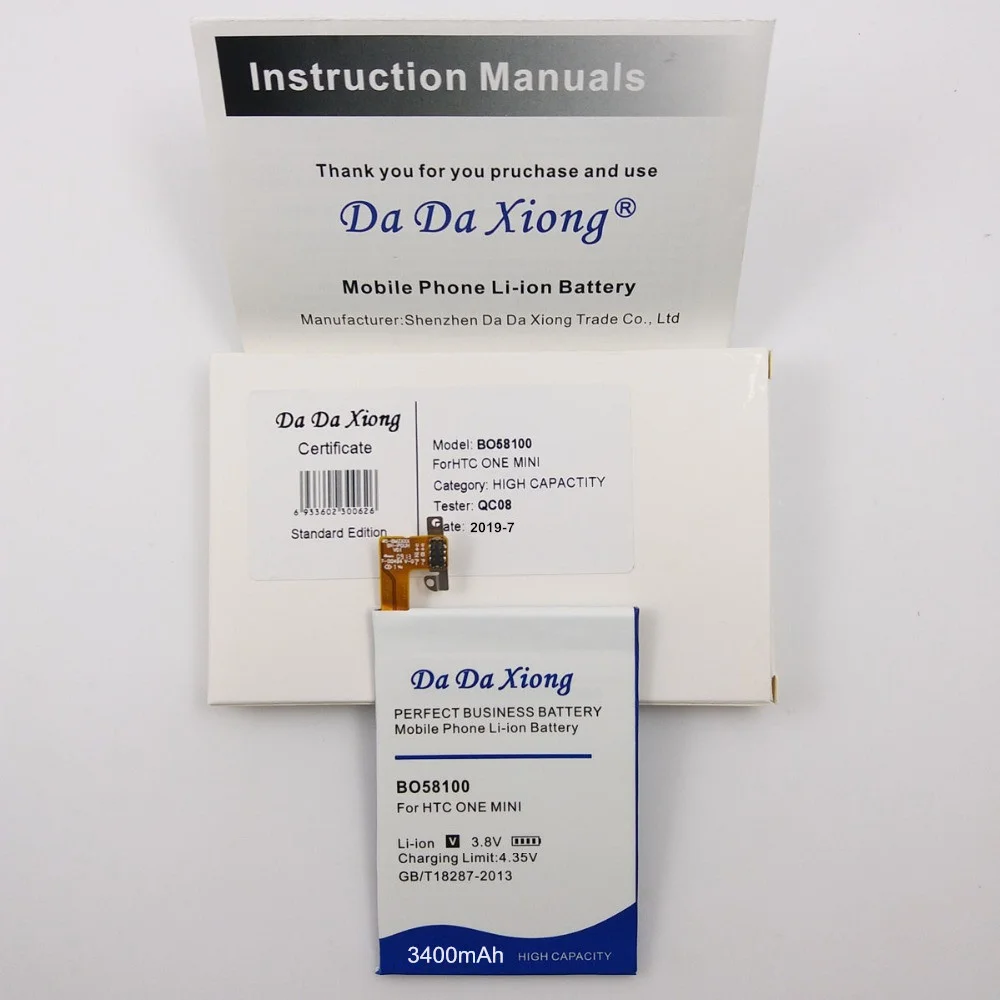 Instruction Manuals
Thank you for you pruchase and use
Da Da Xiong®
Mobile Phone Li-ion Battery
Manufacturer:Shenzhen Da Da Xiong Trade Co., Ltd
Da Da Xiong
Certificate
6 933602 300626
Standard Edition
Model: BO58100
ForHTC ONE MINI
Category: HIGH CAPACTITY
Tester: QC08
ate: 2019-7
Da Da Xiong
PERFECT BUSINESS BATTERY
Mobile Phone Li-ion Battery
BO58100
For HTC ONE MINI
Li-ion V 3.8V
Charging Limit:4.35V
GB/T18287-2013
3400mAh HIGH CAPACITY